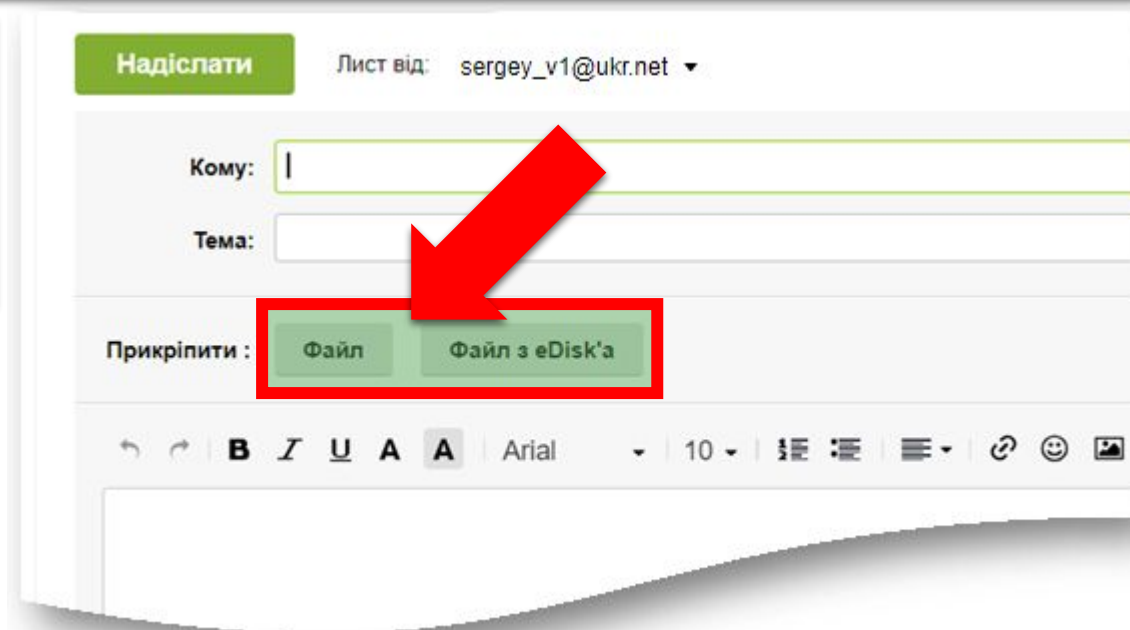 Надіслати Лист від: sergey_v1@ukr.net
Кому:
Тема:
Прикріпити : Файл Файл з eDisk'а
B I U A A Arial 10